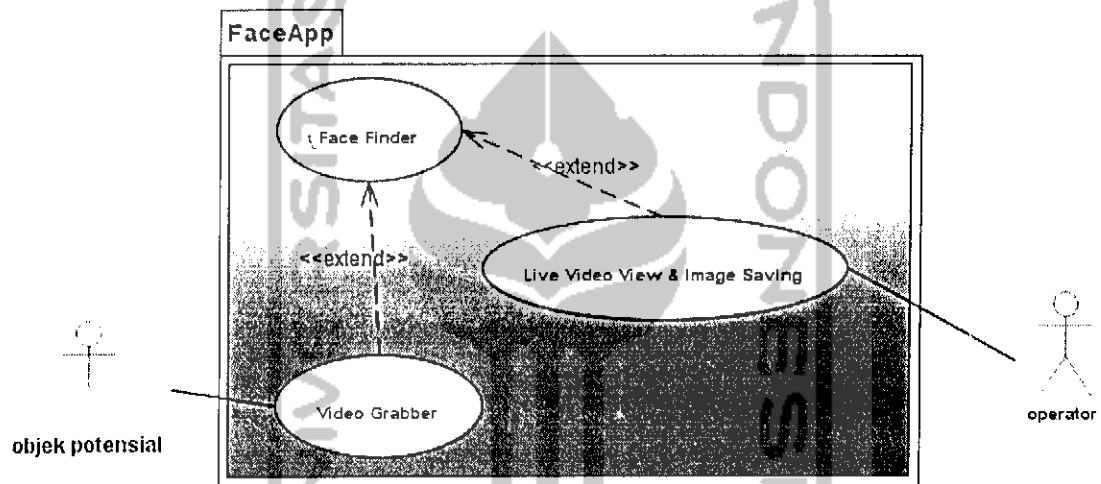 FaceApp
Face Finder
<<extend>>
<<extend>>
Live Video View & Image Saving
Video Grabber
objek potensial
operator